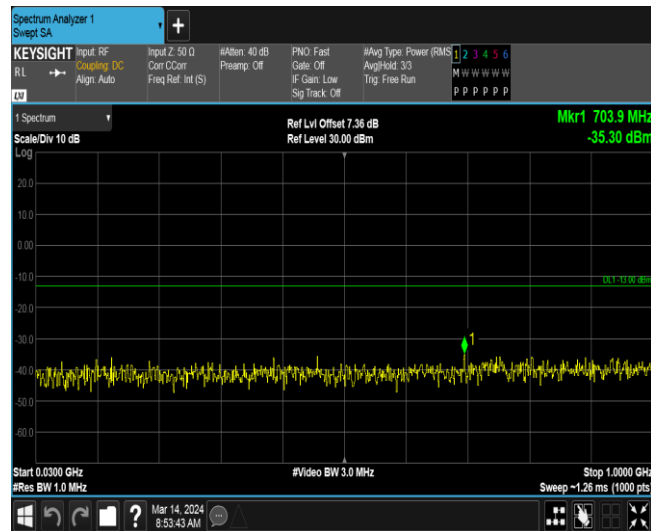 Spectrum Analyzer 1
Swept SA
+
KEYSIGHT
RL
LXI
Input: RF
Coupling: DC
Align: Auto
Input Z: 50 Ω
Corr CCorr
Freq Ref: Int (S)
#Atten: 40 dB
Preamp: Off
PNO: Fast
Gate: Off
IF Gain: Low
Sig Track: Off
#Avg Type: Power (RMS
Avg|Hold: 3/3
Trig: Free Run
1 2 3 4 5 6
M W W W W W
P P P P P P
1 Spectrum
Scale/Div 10 dB
Log
Ref Lvl Offset 7.36 dB
Ref Level 30.00 dBm
Mkr1 703.9 MHz
-35.30 dBm
20.0
10.0
0.00
-10.0
DL1 -13.00 dBm
-20.0
-30.0
1
-40.0
-50.0
-60.0
Start 0.0300 GHz
#Res BW 1.0 MHz
#Video BW 3.0 MHz
Stop 1.0000 GHz
Sweep ~1.26 ms (1000 pts
?
Mar 14, 2024
8:53:43 AM